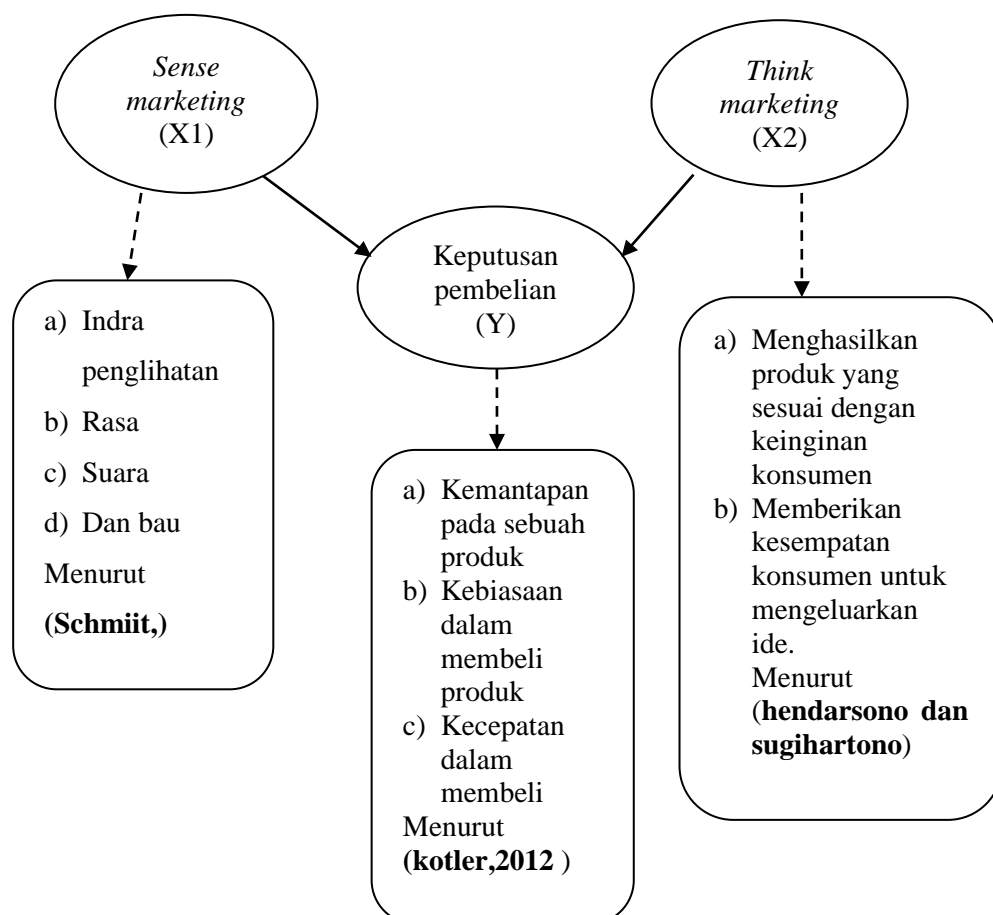 Sense
marketing
(X1)
Think
marketing
(X2)
Keputusan
pembelian
(Y)
a) Indra
penglihatan
b) Rasa
c) Suara
d) Dan bau
Menurut
(Schmiit,)
a) Kemantapan
pada sebuah
produk
b) Kebiasaan
dalam
membeli
produk
c) Kecepatan
dalam
membeli
Menurut
(kotler,2012 )
a) Menghasilkan
produk yang
sesuai dengan
keinginan
konsumen
b) Memberikan
kesempatan
konsumen untuk
mengeluarkan
ide.
Menurut
(hendarsono dan
sugihartono)